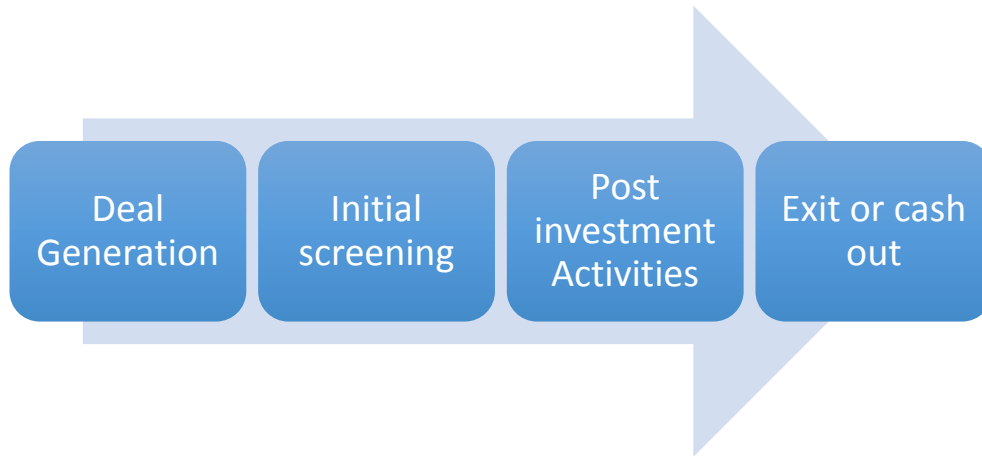 Deal
Generation
Initial
screening
Post
investment
Activities
Exit or cash
out